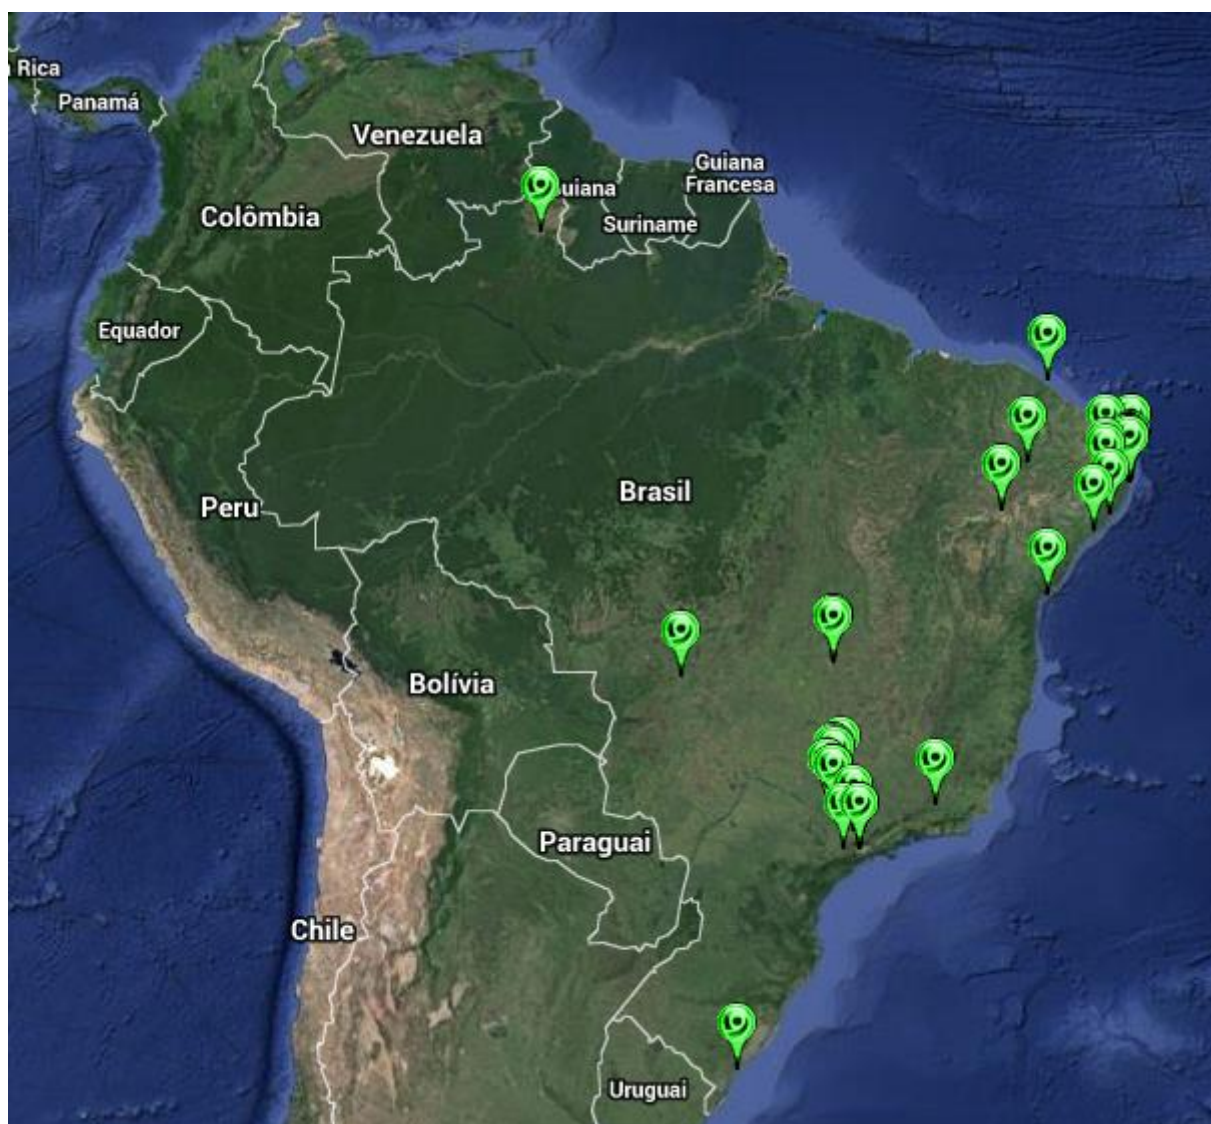 Rica
Panamá
Venezuela
Guiana
Francesa
uiana
Colômbia
Suriname
Equador
Brasil
Peru
Bolívia
Paraguai
Chile
Uruguai